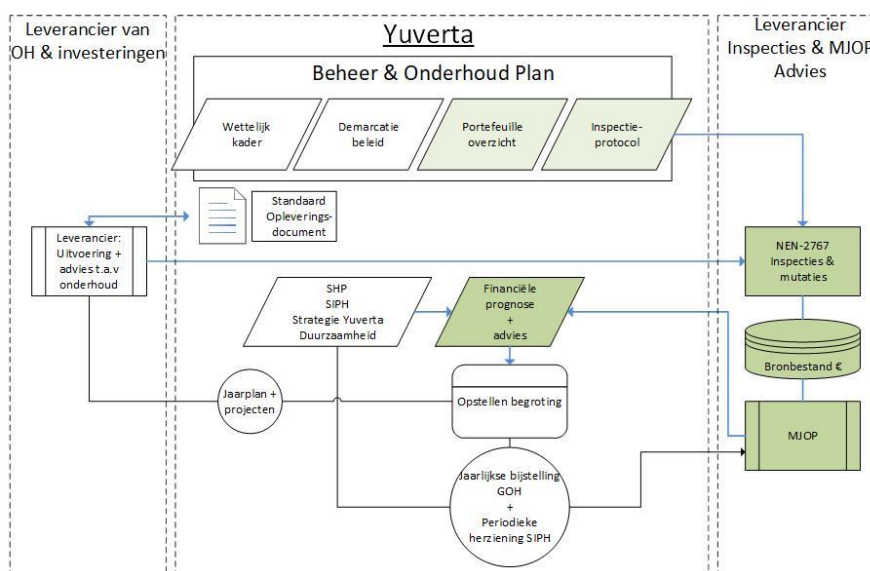 Leverancier van
OH & investeringen
Yuverta
Leverancier
Inspecties & MJOP
Advies
Beheer & Onderhoud Plan
Wettelijk
kader
Demarcatie
beleid
Portefeuille
overzicht
Inspectie-
protocol
Standaard
Opleverings-
document
Leverancier:
Uitvoering +
advies t.a.v
onderhoud
NEN-2767
Inspecties &
mutaties
SHP
SIPH
Strategie Yuverta
Duurzaamheid
Financiële
prognose
+
advies
Bronbestand €
Jaarplan +
projecten
Opstellen begroting
MJOP
Jaarlijkse bijstelling
GOH
+
Periodieke
herziening SIPH